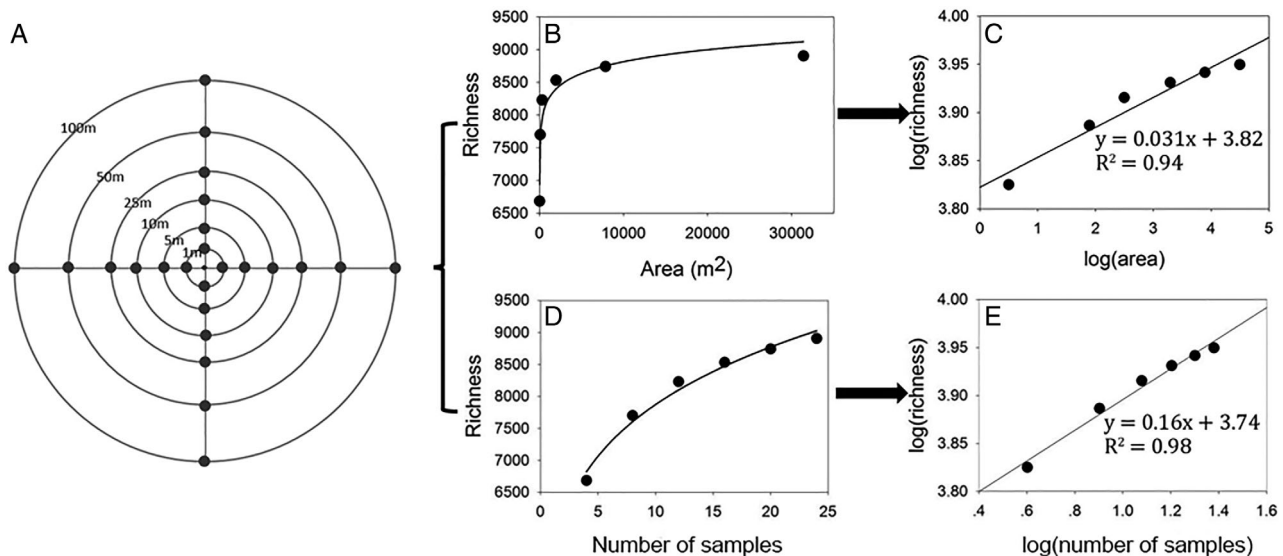 A
100m
50m
25m
10m
5m
1m
B
9500
9000
8500
8000
7500
7000
6500
Richness
0
10000
20000
30000
Area (m²)
C
4.00
3.95
3.90
3.85
3.80
log(richness)
y = 0.031x + 3.82
R² = 0.94
0
1
2
3
4
5
log(area)
D
9500
9000
8500
8000
7500
7000
6500
Richness
0
5
10
15
20
25
Number of samples
E
4.00
3.95
3.90
3.85
3.80
log(richness)
y = 0.16x + 3.74
R² = 0.98
.4
.6
.8
1.0
1.2
1.4
1.6
log(number of samples)